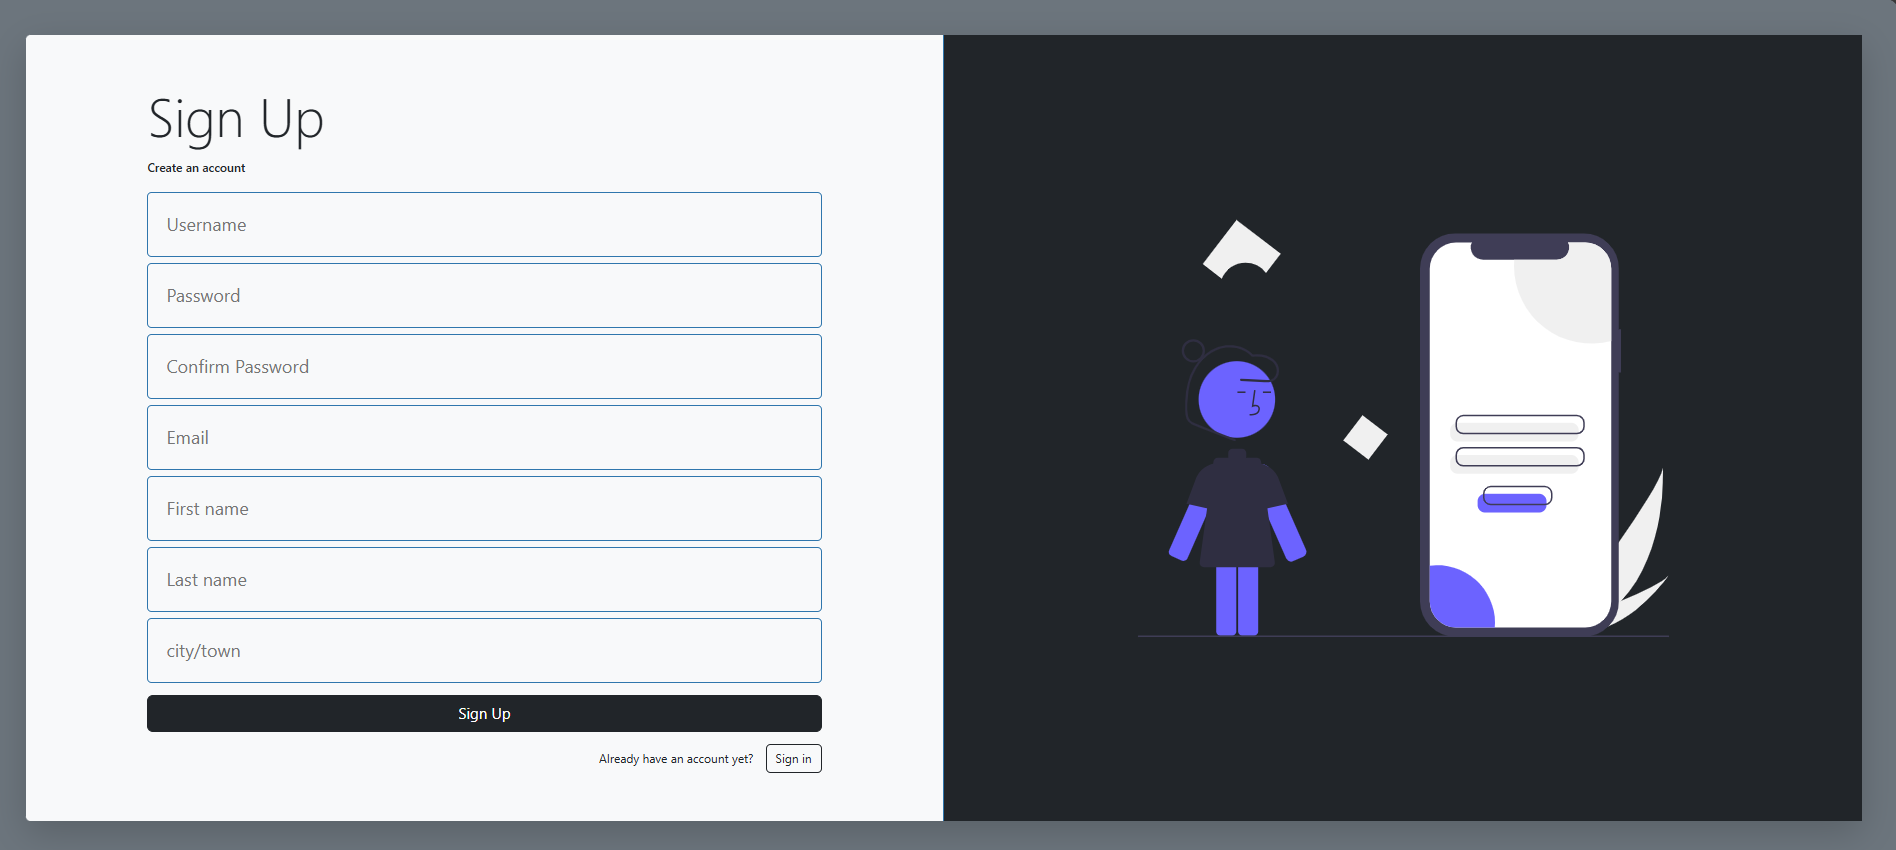 Sign Up
Create an account
Username
Password
Confirm Password
Email
First name
Last name
city/town
Sign Up
Already have an account yet? Sign in